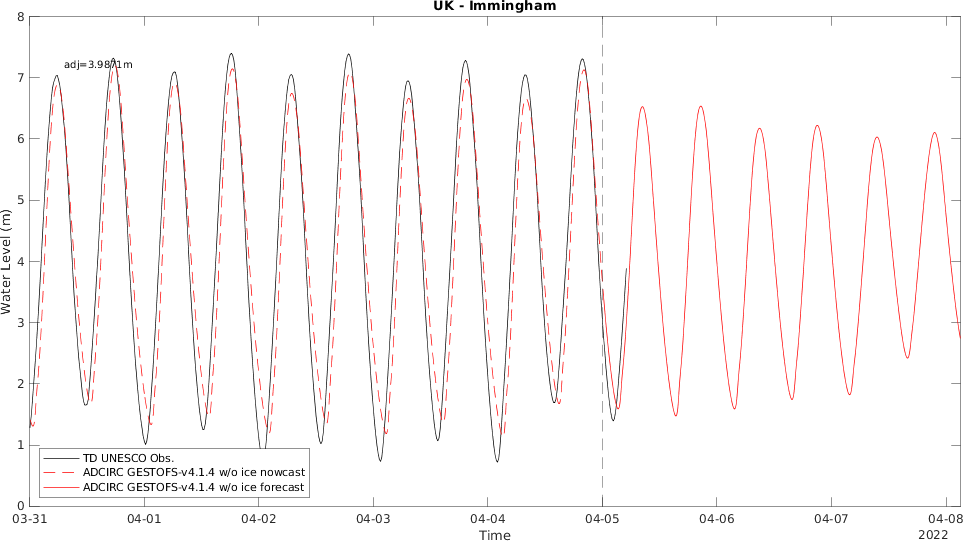 UK - Immingham
8
adj=3.9871m
7
6
5
4
3
2
1
0
Water Level (m)
TD UNESCO Obs.
ADCIRC GESTOFS-v4.1.4 w/o ice nowcast
ADCIRC GESTOFS-v4.1.4 w/o ice forecast
03-31 04-01 04-02 04-03 04-04 04-05 04-06 04-07 04-08
Time 2022